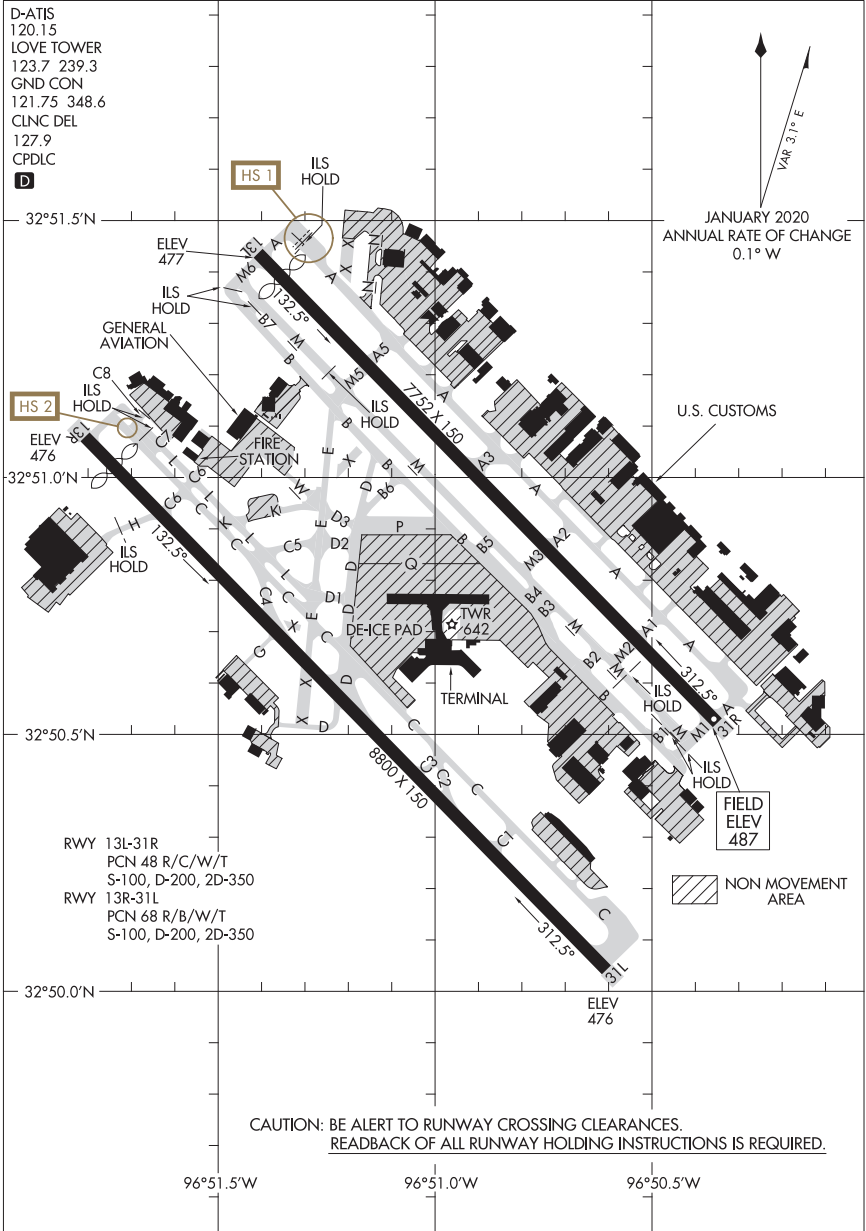 D-ATIS
120.15
LOVE TOWER
123.7 239.3
GND CON
121.75 348.6
CLNC DEL
127.9
CPDLC
D
HS 1
ILS
HOLD
VAR 3.1° E
JANUARY 2020
ANNUAL RATE OF CHANGE
0.1° W
32°51.5'N
ELEV
477
13L
A
M6
ILS
HOLD
132.5°
A
X
X
N
N
B7
M
B
GENERAL
AVIATION
M5
A5
A
7752 X 150
ILS
HOLD
C8
ILS
HOLD
HS 2
ELEV
476
13R
C
L
C6
FIRE
STATION
U.S. CUSTOMS
32°51.0'N
E
X
B
B
M
D
B6
W
A3
A
H
C6
L
C
K
K
C
L
ILS
HOLD
132.5°
C5
E
D3
D2
P
B
B5
Q
M3
A2
A
D
L
C
C4
D1
D
X
E
C
DE-ICE PAD
TWR
642
B4
B3
M
A1
A
G
X
D
TERMINAL
B2
M2
M
B
312.5°
ILS
HOLD
X
D
32°50.5'N
B1
M
M1
A
31R
ILS
HOLD
C
C3
C2
C
8800 X 150
FIELD
ELEV
487
RWY 13L-31R
PCN 48 R/C/W/T
S-100, D-200, 2D-350
RWY 13R-31L
PCN 68 R/B/W/T
S-100, D-200, 2D-350
C1
NON MOVEMENT
AREA
C
312.5°
31L
32°50.0'N
ELEV
476
CAUTION: BE ALERT TO RUNWAY CROSSING CLEARANCES.
READBACK OF ALL RUNWAY HOLDING INSTRUCTIONS IS REQUIRED.
96°51.5'W
96°51.0'W
96°50.5'W